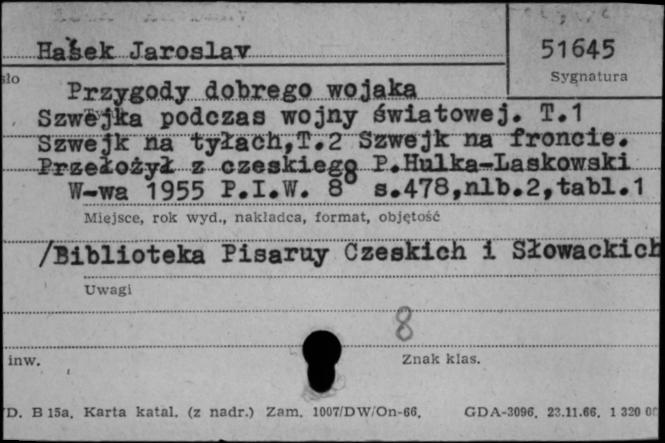 Hašek Jaroslav
51645
Sygnatura
Przygody dobrego wojaka
Szwejka podczas wojny światowej. T.1
Szwejk na tyłach,T.2 Szwejk na froncie.
Przełożył z czeskiego P.Hulka-Laskowski
W-wa 1955 P.I.W. 8° s.478,nlb.2,tabl.1
Miejsce, rok wyd., nakładca, format, objętość
/Biblioteka Pisaruy Czeskich i Słowackich
Uwagi
8
inw.
Znak klas.
D. B 15a. Karta katal. (z nadr.) Zam. 1007/DW/On-66. GDA-3096. 23.11.66. 1 320